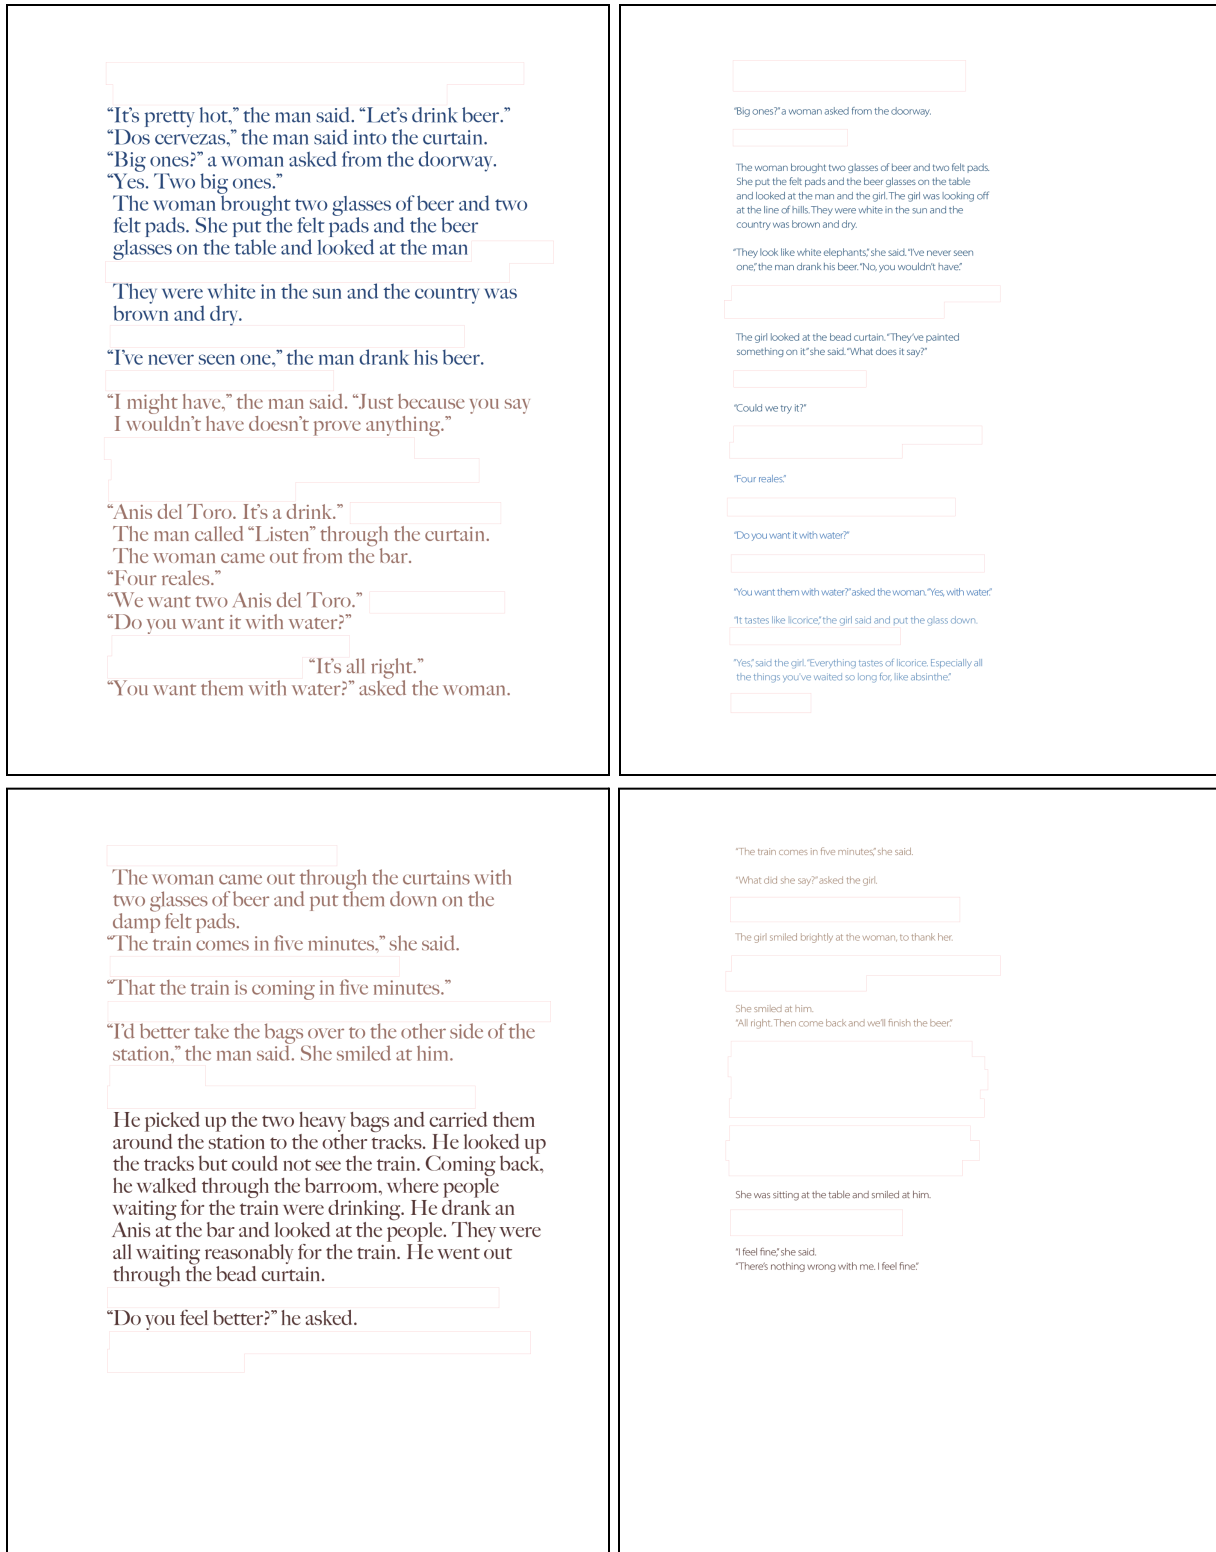 “It’s pretty hot,” the man said. “Let’s drink beer.”
“Dos cervezas,” the man said into the curtain.
“Big ones?” a woman asked from the doorway.
“Yes. Two big ones.”
The woman brought two glasses of beer and two
felt pads. She put the felt pads and the beer
glasses on the table and looked at the man
They were white in the sun and the country was
brown and dry.
“I’ve never seen one,” the man drank his beer.
“I might have,” the man said. “Just because you say
I wouldn’t have doesn’t prove anything.”
“Anis del Toro. It’s a drink.”
The man called “Listen” through the curtain.
The woman came out from the bar.
“Four reales.”
“We want two Anis del Toro.”
“Do you want it with water?”
“It’s all right.”
“You want them with water?” asked the woman.
“Big ones?” a woman asked from the doorway.
The woman brought two glasses of beer and two felt pads.
She put the felt pads and the beer glasses on the table
and looked at the man and the girl. The girl was looking off
at the line of hills. They were white in the sun and the
country was brown and dry.
“They look like white elephants,” she said. “I’ve never seen
one,” the man drank his beer. “No, you wouldn’t have.”
The girl looked at the bead curtain. “They’ve painted
something on it” she said. “What does it say?”
“Could we try it?”
“Four reales.”
“Do you want it with water?”
“You want them with water?” asked the woman. “Yes, with water.”
“It tastes like licorice,” the girl said and put the glass down.
“Yes,” said the girl. “Everything tastes of licorice. Especially all
the things you’ve waited so long for, like absinthe.”
The woman came out through the curtains with
two glasses of beer and put them down on the
damp felt pads.
“The train comes in five minutes,” she said.
“That the train is coming in five minutes.”
“I’d better take the bags over to the other side of the
station,” the man said. She smiled at him.
He picked up the two heavy bags and carried them
around the station to the other tracks. He looked up
the tracks but could not see the train. Coming back,
he walked through the barroom, where people
waiting for the train were drinking. He drank an
Anis at the bar and looked at the people. They were
all waiting reasonably for the train. He went out
through the bead curtain.
“Do you feel better?” he asked.
“The train comes in five minutes,” she said.
“What did she say?” asked the girl.
The girl smiled brightly at the woman, to thank her.
She smiled at him.
“All right. Then come back and we’ll finish the beer.”
She was sitting at the table and smiled at him.
“I feel fine,” she said.
“There’s nothing wrong with me. I feel fine.”